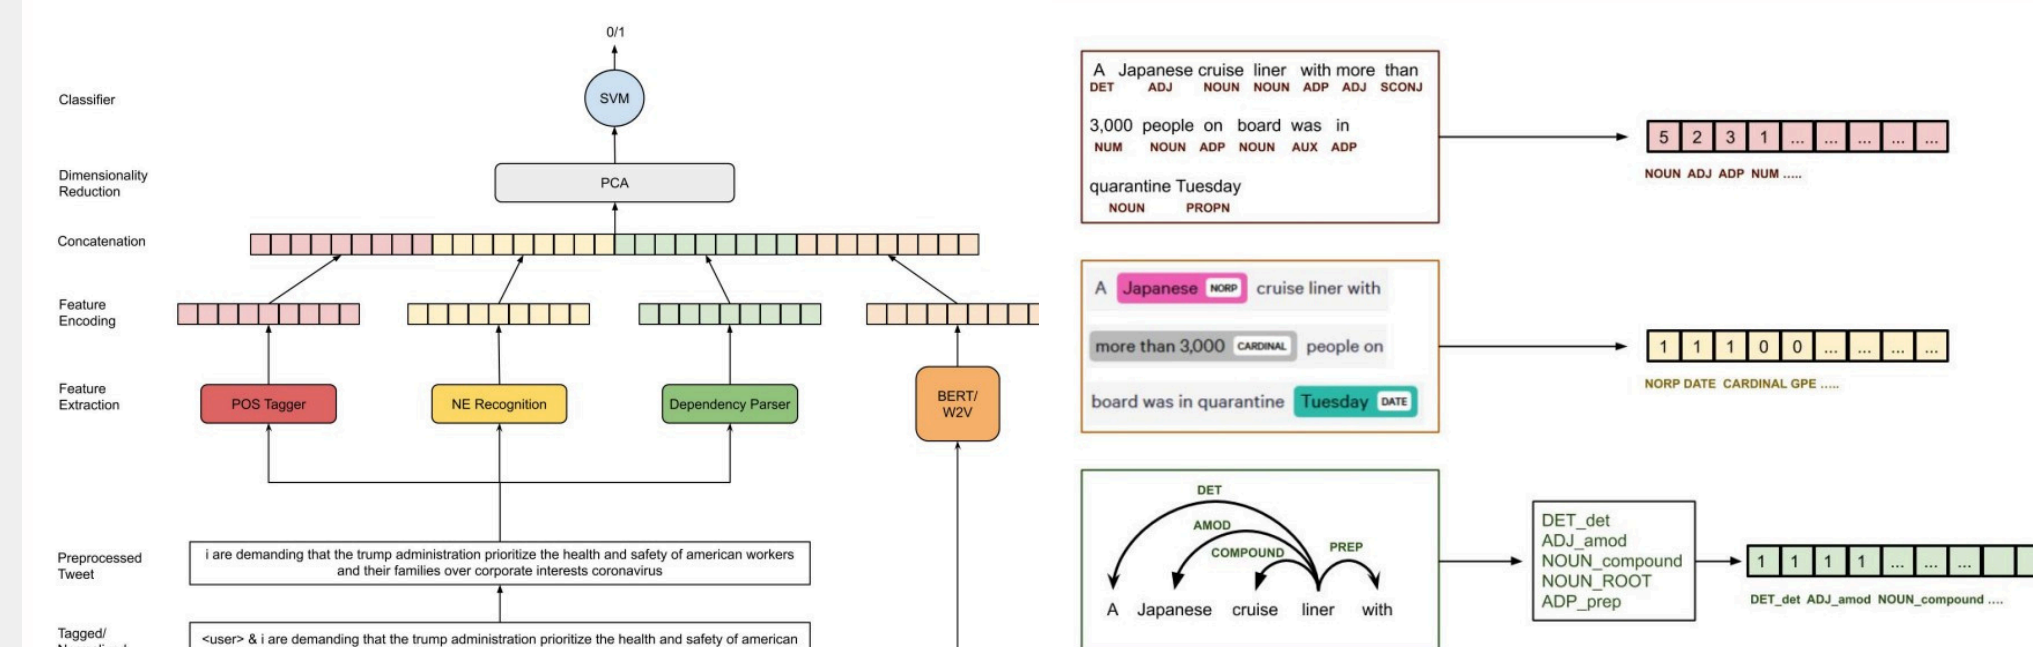 0/1
Classifier
SVM
Dimensionality
Reduction
PCA
Concatenation
Feature
Encoding
Feature
Extraction
POS Tagger
NE Recognition
Dependency Parser
BERT/
W2V
Preprocessed
Tweet
i are demanding that the trump administration prioritize the health and safety of american workers
and their families over corporate interests coronavirus
Tagged/
<user> & i are demanding that the trump administration prioritize the health and safety of american
A Japanese cruise liner with more than
DET ADJ NOUN NOUN ADP ADJ SCONJ
3,000 people on board was in
NUM NOUN ADP NOUN AUX ADP
quarantine Tuesday
NOUN PROPN
5 2 3 1 ... ... ... ... ...
NOUN ADJ ADP NUM .....
A Japanese NORP cruise liner with
more than 3,000 CARDINAL people on
board was in quarantine Tuesday DATE
1 1 1 0 0 ... ... ... ...
NORP DATE CARDINAL GPE .....
DET
AMOD
COMPOUND
PREP
A Japanese cruise liner with
DET_det
ADJ_amod
NOUN_compound
NOUN_ROOT
ADP_prep
1 1 1 1 ... ... ...
DET_det ADJ_amod NOUN_compound ....